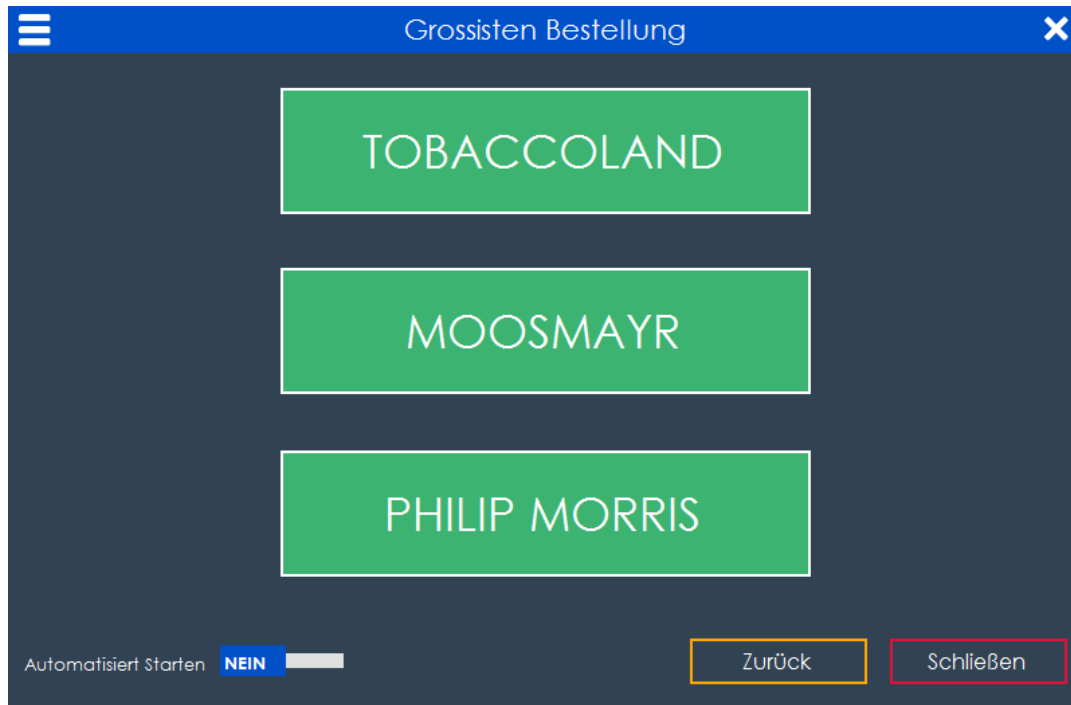 Grossisten Bestellung
TOBACCOLAND
MOOSMAYR
PHILIP MORRIS
Automatisiert Starten NEIN
Zurück Schließen